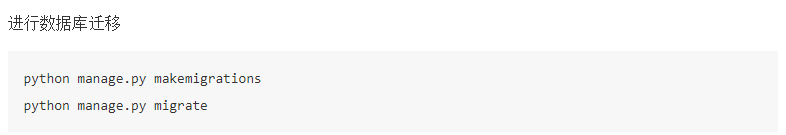 进行数据库迁移
python manage.py makemigrations
python manage.py migrate